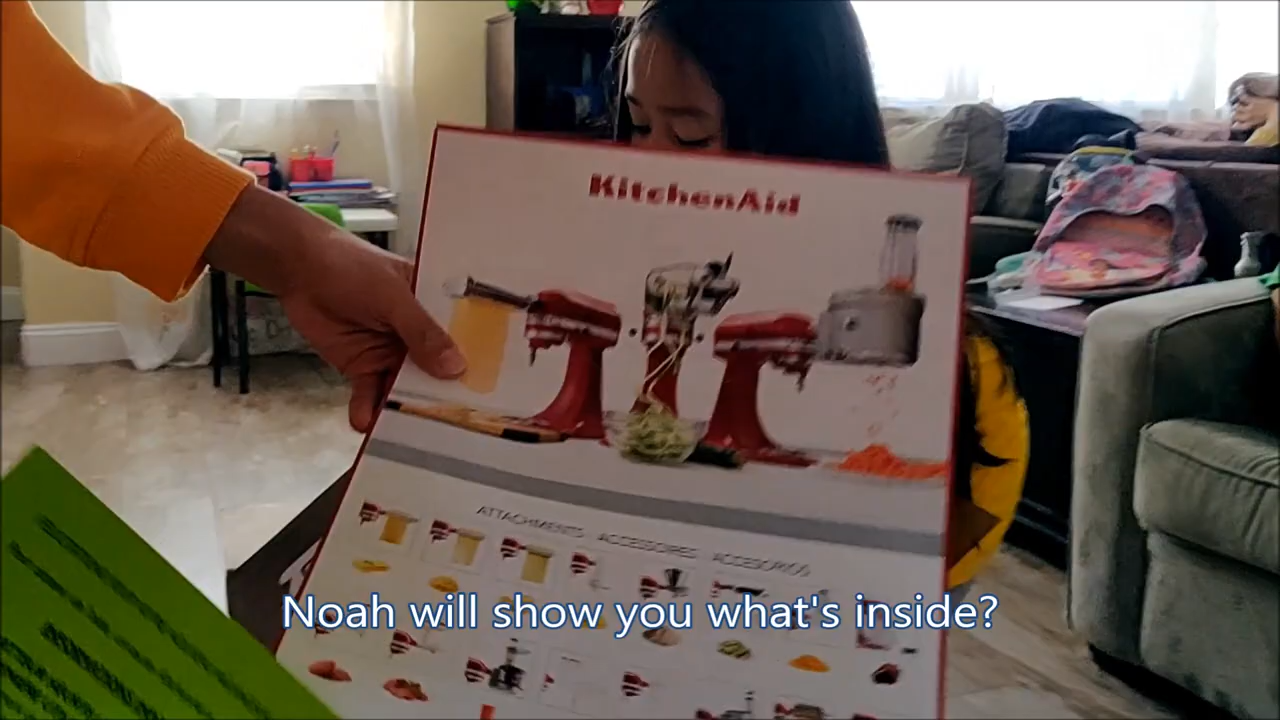 KitchenAid
ATTACHMENTS ACCESSOIRES ACCESORIOS
Noah will show you what's inside?